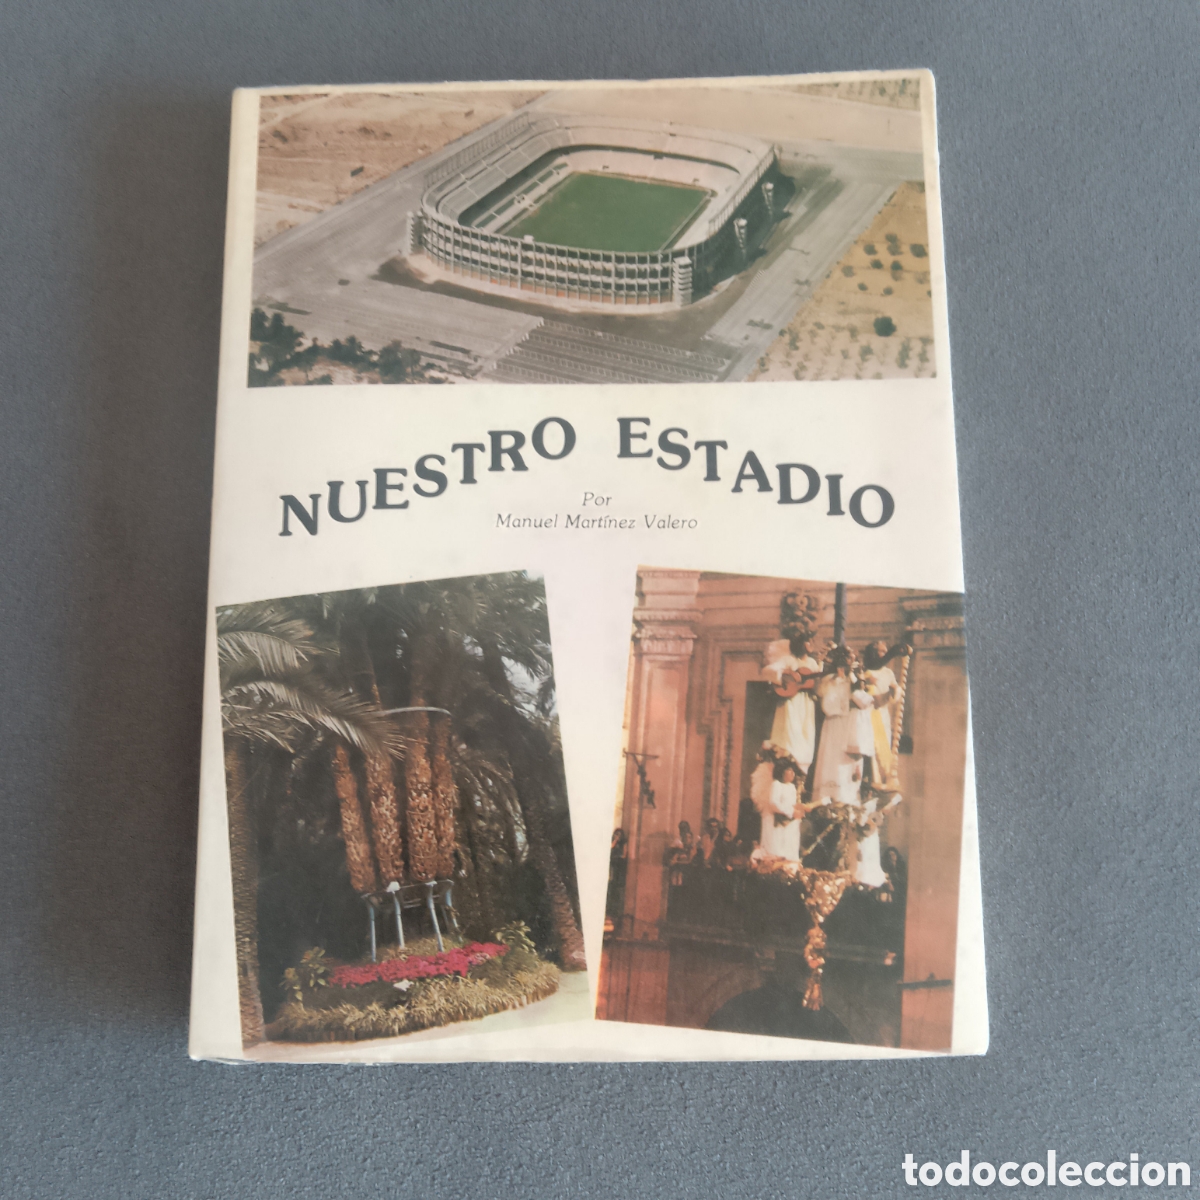 NUESTRO ESTADIO
Por
Manuel Martínez Valero
todocoleccion